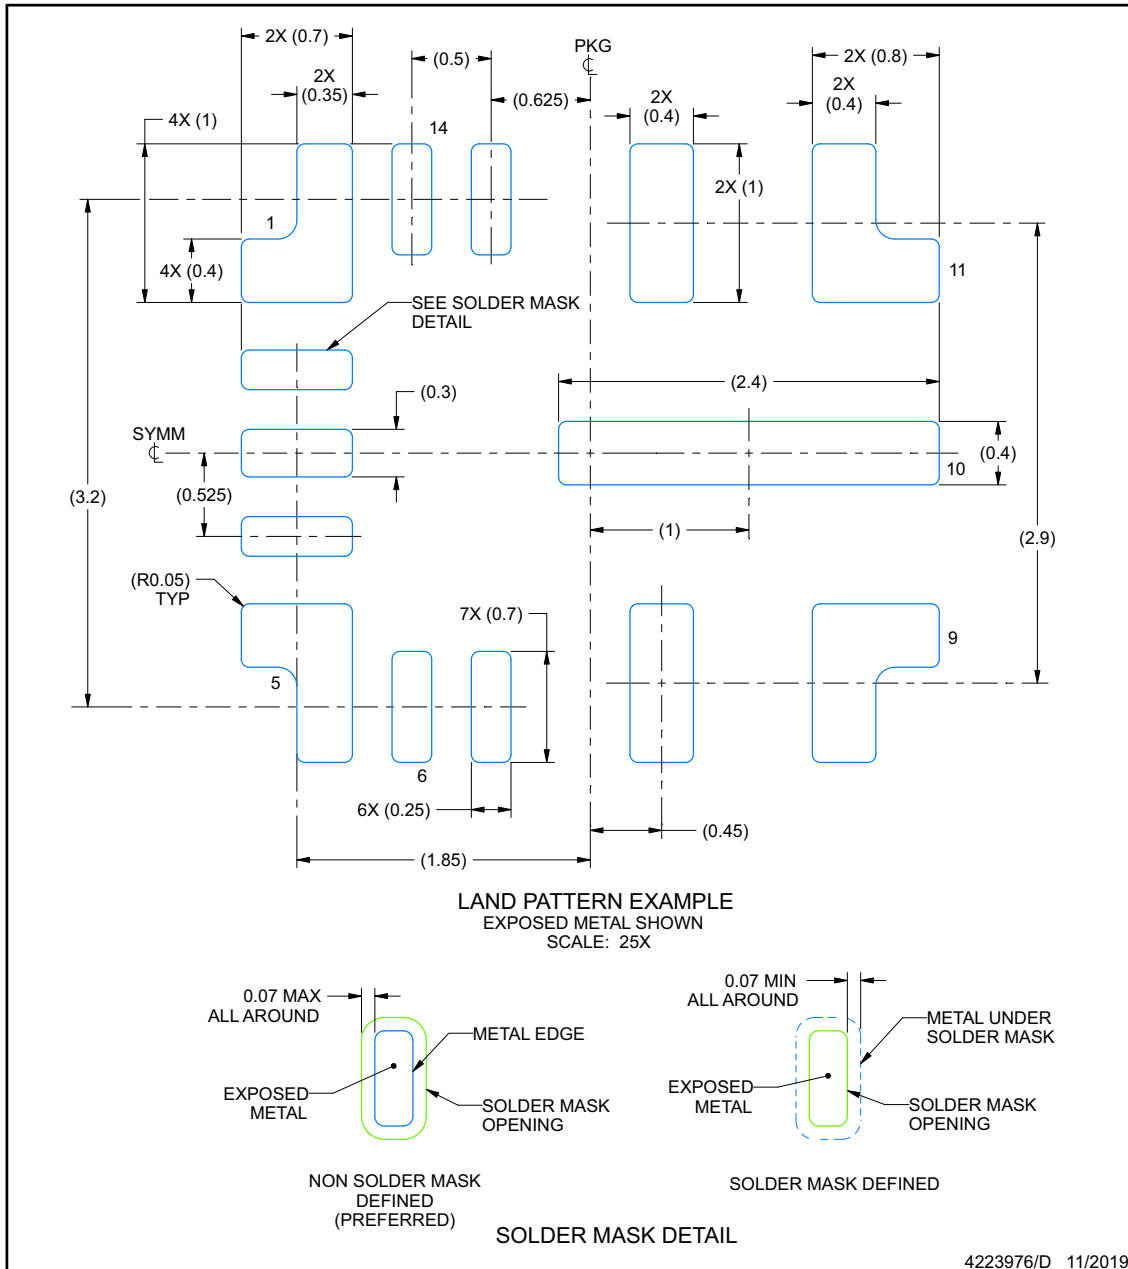 2X (0.7)
(0.5)
PKG
℄
2X (0.8)
2X
(0.35)
(0.625)
2X
(0.4)
2X
(0.4)
4X (1)
14
2X (1)
1
4X (0.4)
11
SEE SOLDER MASK
DETAIL
(2.4)
(0.3)
SYMM
℄
(0.4)
10
(3.2)
(0.525)
(1)
(2.9)
(R0.05)
TYP
7X (0.7)
9
5
6
6X (0.25)
(0.45)
(1.85)
LAND PATTERN EXAMPLE
EXPOSED METAL SHOWN
SCALE: 25X
0.07 MAX
ALL AROUND
METAL EDGE
EXPOSED
METAL
SOLDER MASK
OPENING
NON SOLDER MASK
DEFINED
(PREFERRED)
0.07 MIN
ALL AROUND
METAL UNDER
SOLDER MASK
EXPOSED
METAL
SOLDER MASK
OPENING
SOLDER MASK DEFINED
SOLDER MASK DETAIL
4223976/D 11/2019